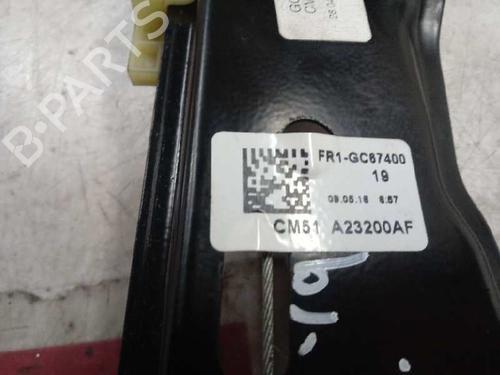 B-PARTS
FR1-GC67400
19
09.05.16 6:57
CM51 A23200AF